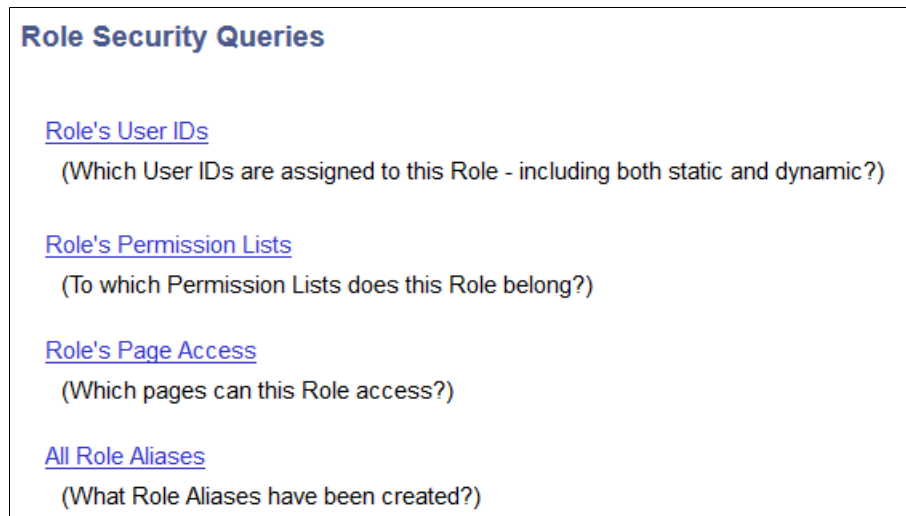 Role Security Queries
Role's User IDs
(Which User IDs are assigned to this Role - including both static and dynamic?)
Role's Permission Lists
(To which Permission Lists does this Role belong?)
Role's Page Access
(Which pages can this Role access?)
All Role Aliases
(What Role Aliases have been created?)